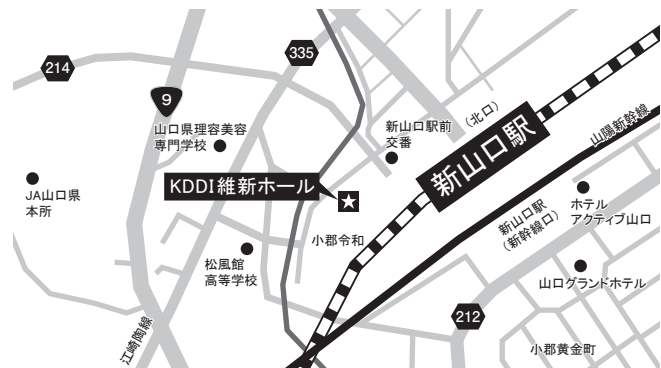 335
214
9
(北口)
山口県理容美容
専門学校
新山口駅前
交番
新山口駅
山陽新幹線
KDDI維新ホール
JA山口県
本所
ホテル
アクティブ山口
新山口駅
(新幹線口)
小郡令和
松風館
高等学校
山口グランドホテル
212
江崎陶線
小郡黄金町